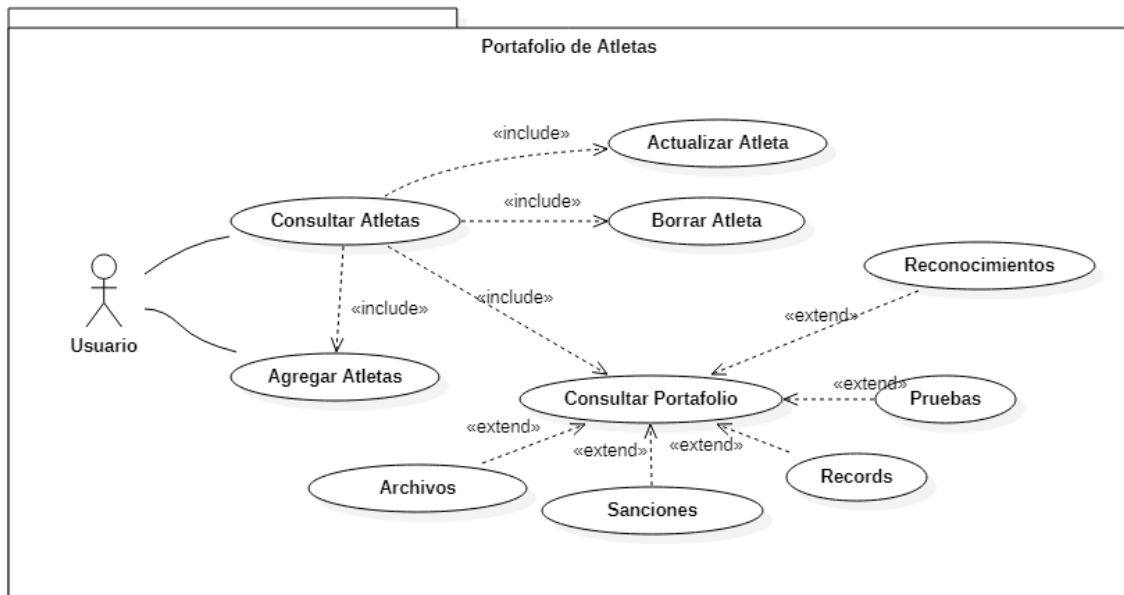 Portafolio de Atletas
«include»
Actualizar Atleta
Consultar Atletas
«include»
Borrar Atleta
Reconocimientos
«include»
«include»
«extend»
Usuario
Agregar Atletas
Consultar Portafolio
«extend»
Pruebas
«extend»
«extend»
«extend»
Archivos
Sanciones
Records